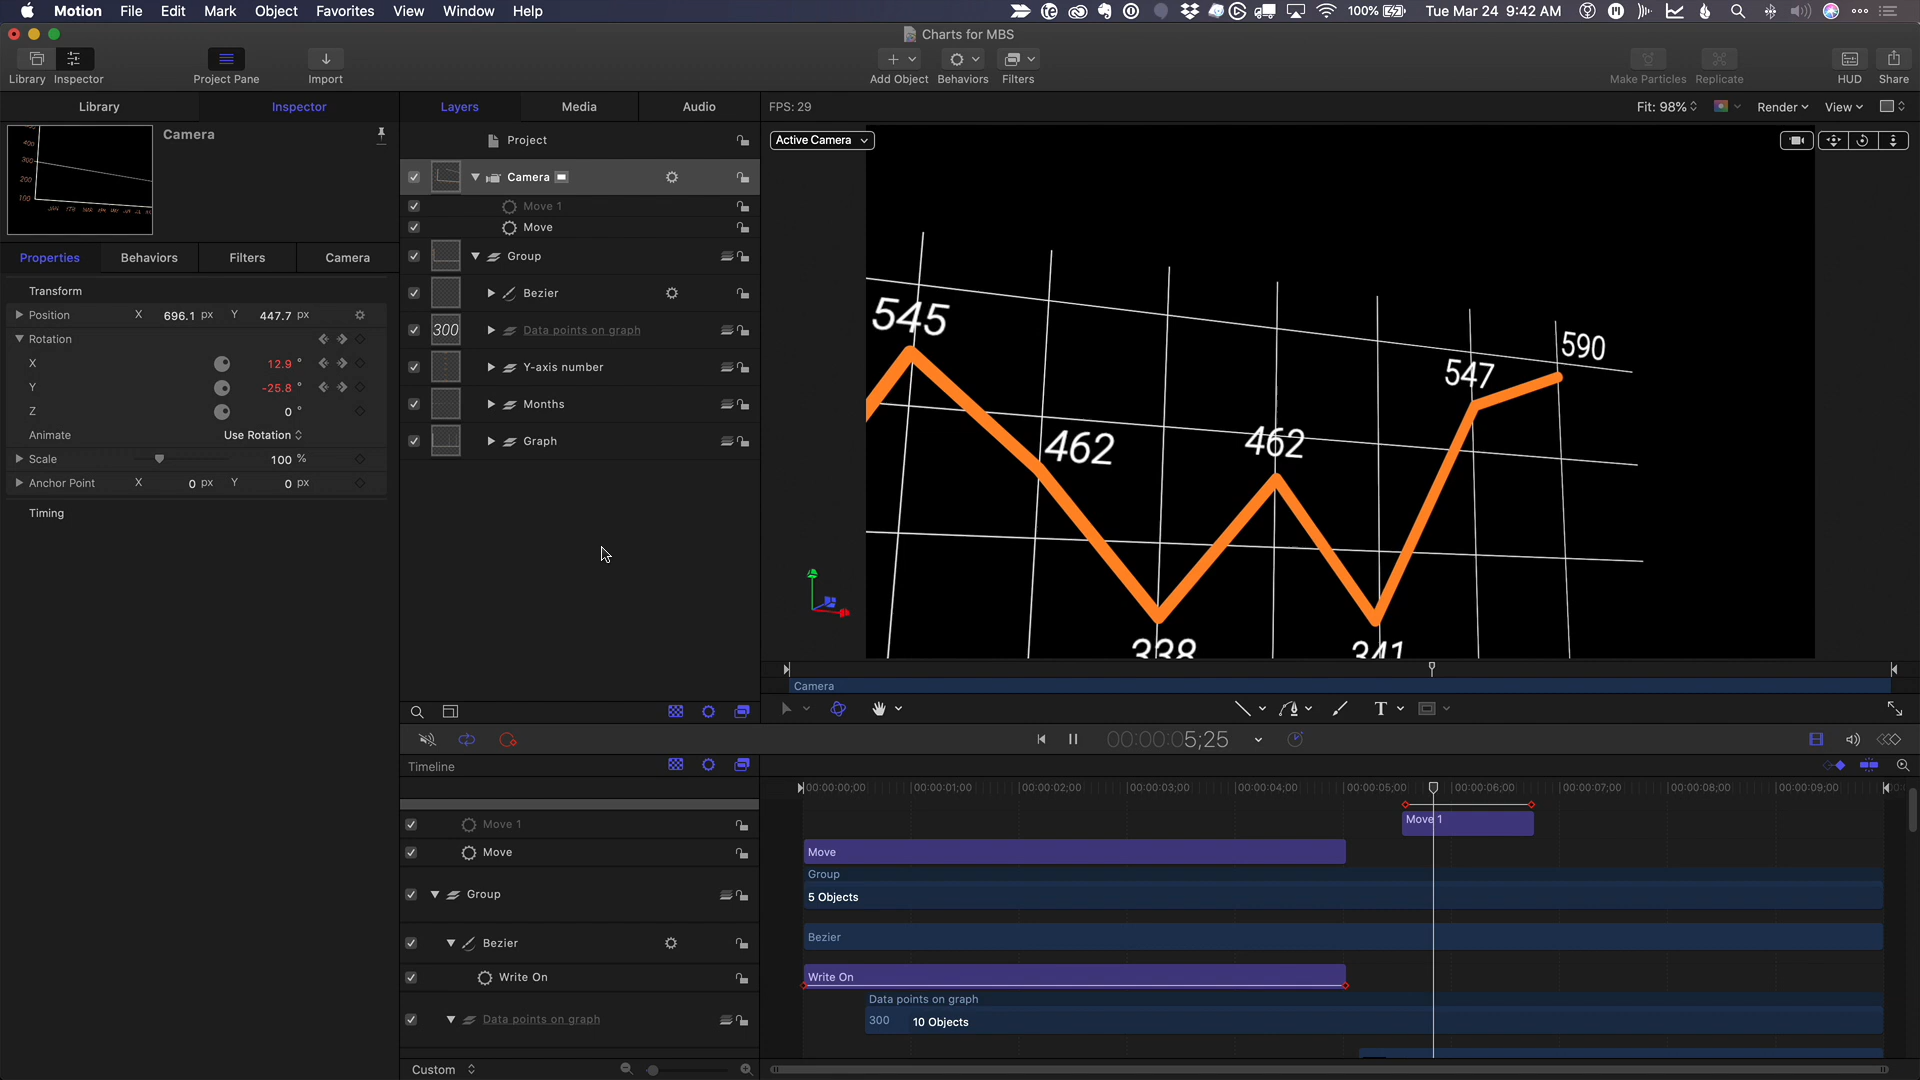 Motion File Edit Mark Object Favorites View Window Help
100% Tue Mar 24 9:42 AM
Charts for MBS
Library Inspector Project Pane Import Add Object Behaviors Filters Make Particles Replicate HUD Share
Library Inspector Layers Media Audio FPS: 29 Fit: 98% Render View
Camera
Properties Behaviors Filters Camera
Transform
Position X 696.1 px Y 447.7 px
Rotation
X 12.9 °
Y -25.8 °
Z 0 °
Animate Use Rotation
Scale 100 %
Anchor Point X 0 px Y 0 px
Timing
Project
Camera
Move 1
Move
Group
Bezier
300 Data points on graph
Y-axis number
Months
Graph
Active Camera
545
590
547
462
462
338
341
Camera
T
00:00:05;25
Timeline
00:00:00;00 00:00:01;00 00:00:02;00 00:00:03;00 00:00:04;00 00:00:05;00 00:00:06;00 00:00:07;00 00:00:08;00 00:00:09;00
Move 1 Move 1
Move Move
Group Group
5 Objects
Bezier Bezier
Write On Write On
Data points on graph Data points on graph
300 10 Objects
Custom